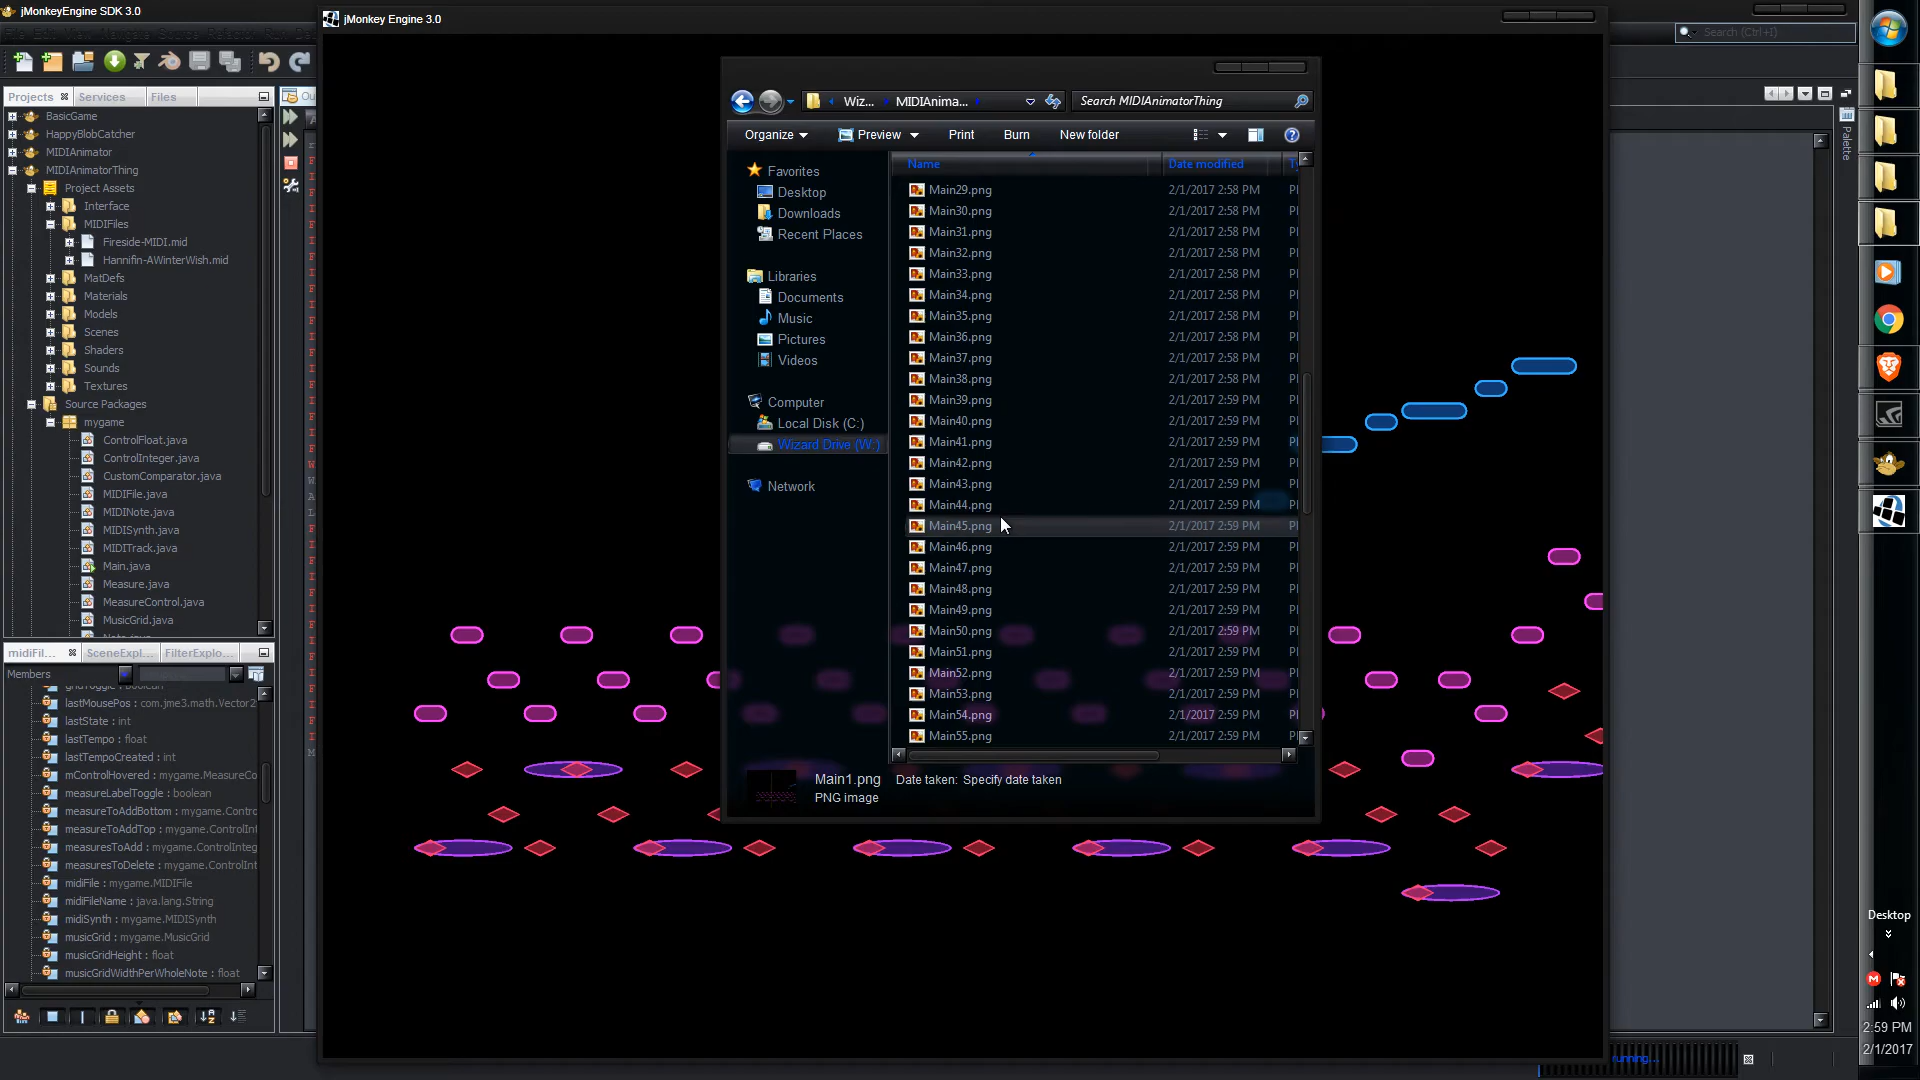 jMonkeyEngine SDK 3.0
jMonkey Engine 3.0
Search (Ctrl+I)
Projects
Services
Files
BasicGame
HappyBlobCatcher
MIDIAnimator
MIDIAnimatorThing
Project Assets
Interface
MIDIFiles
Fireside-MIDI.mid
Hannifin-AWinterWish.mid
MatDefs
Materials
Models
Scenes
Shaders
Sounds
Textures
Source Packages
mygame
ControlFloat.java
ControlInteger.java
CustomComparator.java
MIDIFile.java
MIDINote.java
MIDISynth.java
MIDITrack.java
Main.java
Measure.java
MeasureControl.java
MusicGrid.java
midiFil...
SceneExpl...
FilterExplo...
Members
lastMousePos : com.jme3.math.Vector2
lastState : int
lastTempo : float
lastTempoCreated : int
mControlHovered : mygame.MeasureCo
measureLabelToggle : boolean
measureToAddBottom : mygame.Contro
measureToAddTop : mygame.ControlInt
measuresToAdd : mygame.ControlInteg
measuresToDelete : mygame.ControlInt
midiFile : mygame.MIDIFile
midiFileName : java.lang.String
midiSynth : mygame.MIDISynth
musicGrid : mygame.MusicGrid
musicGridHeight : float
musicGridWidthPerWholeNote : float
Wiz...
MIDIAnima...
Search MIDIAnimatorThing
Organize
Preview
Print
Burn
New folder
Favorites
Desktop
Downloads
Recent Places
Libraries
Documents
Music
Pictures
Videos
Computer
Local Disk (C:)
Wizard Drive (W:)
Network
Name Date modified
Main29.png 2/1/2017 2:58 PM
Main30.png 2/1/2017 2:58 PM
Main31.png 2/1/2017 2:58 PM
Main32.png 2/1/2017 2:58 PM
Main33.png 2/1/2017 2:58 PM
Main34.png 2/1/2017 2:58 PM
Main35.png 2/1/2017 2:58 PM
Main36.png 2/1/2017 2:58 PM
Main37.png 2/1/2017 2:58 PM
Main38.png 2/1/2017 2:58 PM
Main39.png 2/1/2017 2:59 PM
Main40.png 2/1/2017 2:59 PM
Main41.png 2/1/2017 2:59 PM
Main42.png 2/1/2017 2:59 PM
Main43.png 2/1/2017 2:59 PM
Main44.png 2/1/2017 2:59 PM
Main45.png 2/1/2017 2:59 PM
Main46.png 2/1/2017 2:59 PM
Main47.png 2/1/2017 2:59 PM
Main48.png 2/1/2017 2:59 PM
Main49.png 2/1/2017 2:59 PM
Main50.png 2/1/2017 2:59 PM
Main51.png 2/1/2017 2:59 PM
Main52.png 2/1/2017 2:59 PM
Main53.png 2/1/2017 2:59 PM
Main54.png 2/1/2017 2:59 PM
Main55.png 2/1/2017 2:59 PM
Main1.png Date taken: Specify date taken
PNG image
Palette
running...
Desktop
2:59 PM
2/1/2017